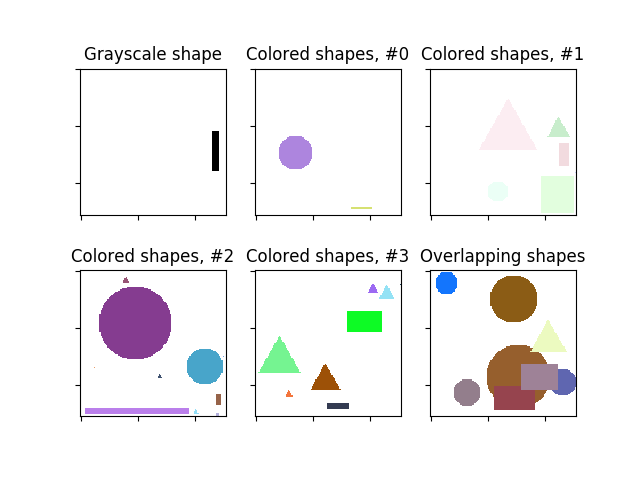 Grayscale shape
Colored shapes, #0
Colored shapes, #1
Colored shapes, #2
Colored shapes, #3
Overlapping shapes